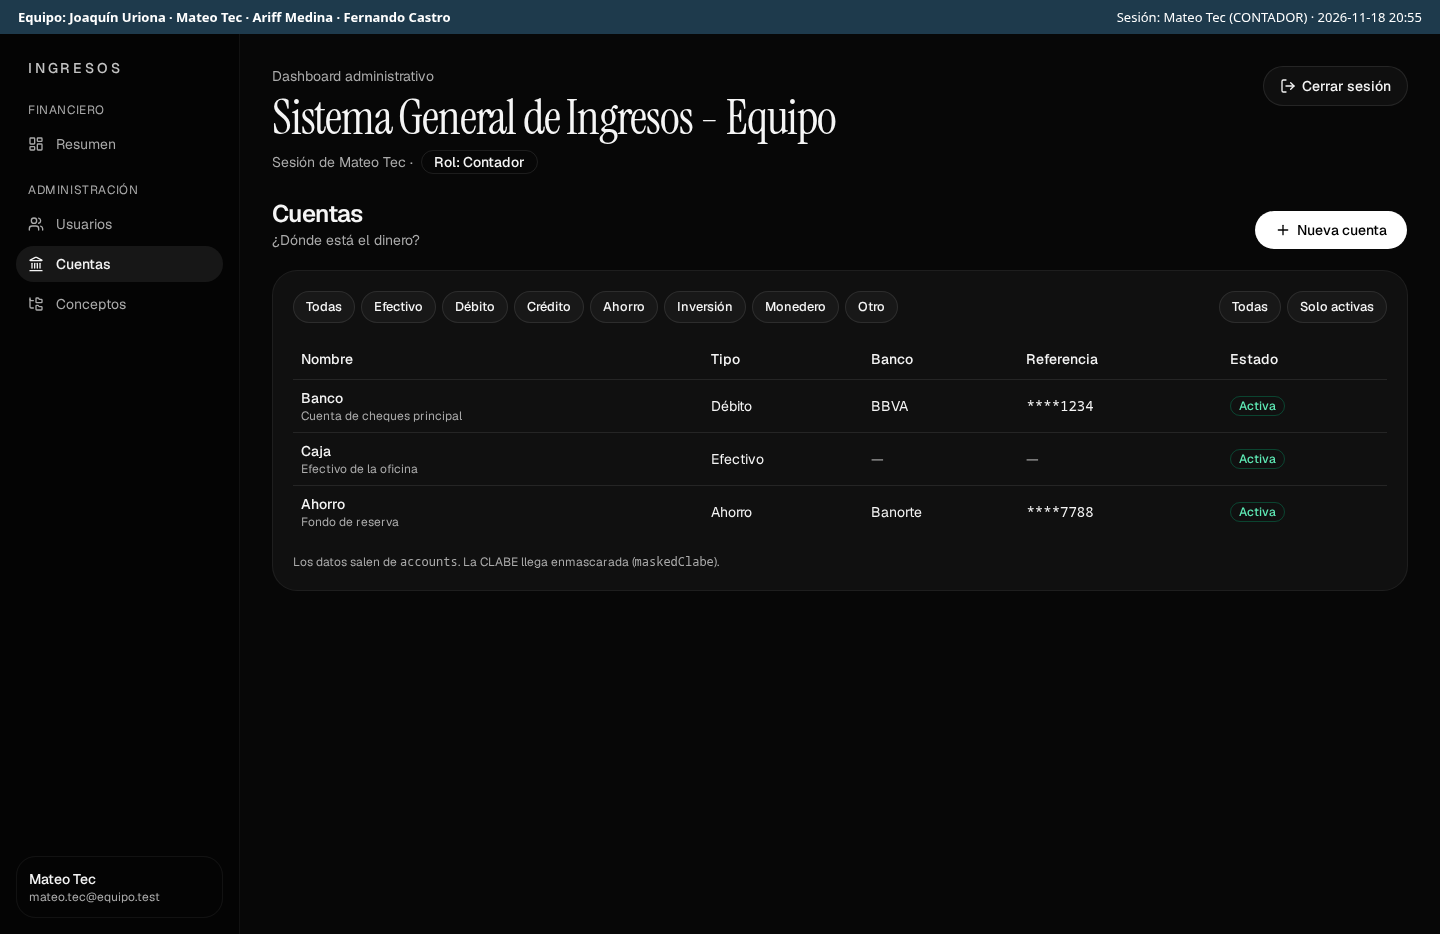 Equipo: Joaquín Uriona · Mateo Tec · Ariff Medina · Fernando Castro
Sesión: Mateo Tec (CONTADOR) · 2026-11-18 20:55
INGRESOS
FINANCIERO
Resumen
ADMINISTRACIÓN
Usuarios
Cuentas
Conceptos
Mateo Tec
mateo.tec@equipo.test
Dashboard administrativo
Cerrar sesión
Sistema General de Ingresos – Equipo
Sesión de Mateo Tec · Rol: Contador
Cuentas
¿Dónde está el dinero?
Nueva cuenta
Todas Efectivo Débito Crédito Ahorro Inversión Monedero Otro Todas Solo activas
Nombre Tipo Banco Referencia Estado
Banco
Cuenta de cheques principal
Débito BBVA ****1234 Activa
Caja
Efectivo de la oficina
Efectivo — — Activa
Ahorro
Fondo de reserva
Ahorro Banorte ****7788 Activa
Los datos salen de accounts. La CLABE llega enmascarada (maskedClabe).